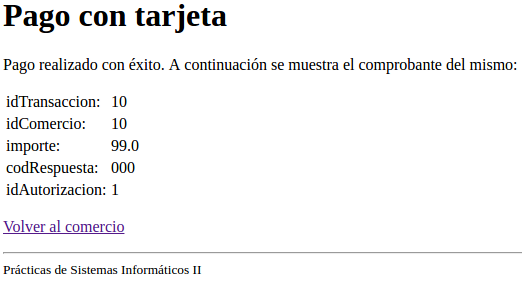 Pago con tarjeta
Pago realizado con éxito. A continuación se muestra el comprobante del mismo:
idTransaccion: 10
idComercio: 10
importe: 99.0
codRespuesta: 000
idAutorizacion: 1
Volver al comercio
Prácticas de Sistemas Informáticos II